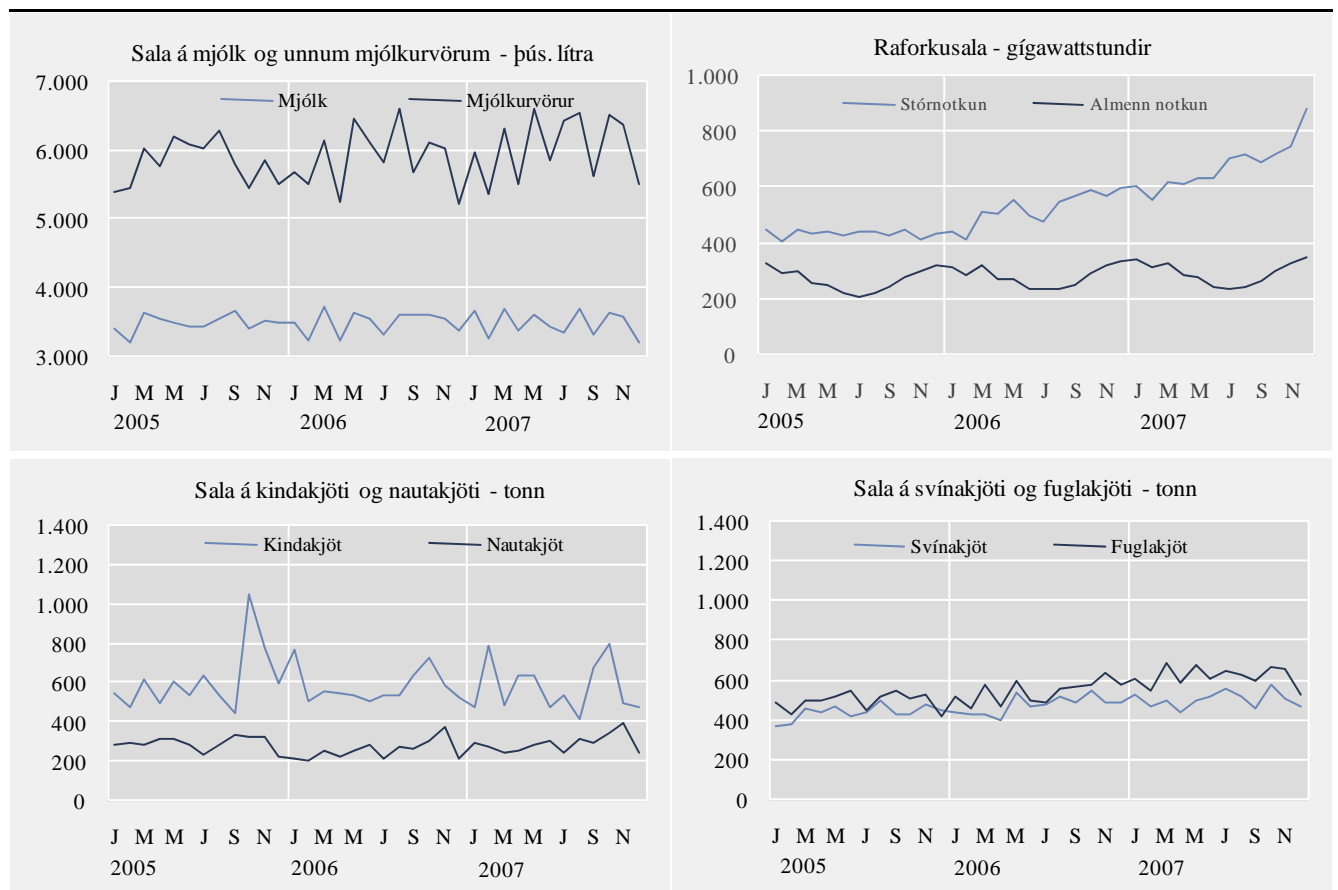 Sala á mjólk og unnum mjólkurvörum - þús. lítra
7.000
Mjólk Mjólkurvörur
6.000
5.000
4.000
3.000
J M M J S N J M M J S N J M M J S N
2005 2006 2007
Raforkusala - gígawattstundir
1.000
Stórnotkun Almenn notkun
800
600
400
200
0
J M M J S N J M M J S N J M M J S N
2005 2006 2007
Sala á kindakjöti og nautakjöti - tonn
1.400
Kindakjöt Nautakjöt
1.200
1.000
800
600
400
200
0
J M M J S N J M M J S N J M M J S N
2005 2006 2007
Sala á svínakjöti og fuglakjöti - tonn
1.400
Svínakjöt Fuglakjöt
1.200
1.000
800
600
400
200
0
J M M J S N J M M J S N J M M J S N
2005 2006 2007